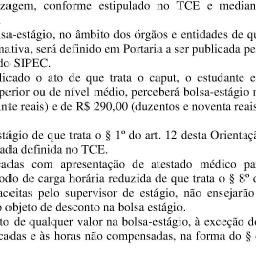 zagem, conforme estipulado no TCE e median
sa-estágio, no âmbito dos órgãos e entidades de qu
nativa, será definido em Portaria a ser publicada pe
do SIPEC.
licado o ato de que trata o caput, o estudante e
perior ou de nível médio, perceberá bolsa-estágio n
nte reais) e de R$ 290,00 (duzentos e noventa reais
stágio de que trata o § 1º do art. 12 desta Orientaç
ada definida no TCE.
adas com apresentação de atestado médico pa
odo de carga horária reduzida de que trata o § 8º d
aceitas pelo supervisor de estágio, não ensejarão
objeto de desconto na bolsa estágio.
to de qualquer valor na bolsa-estágio, à exceção do
cadas e às horas não compensadas, na forma do §